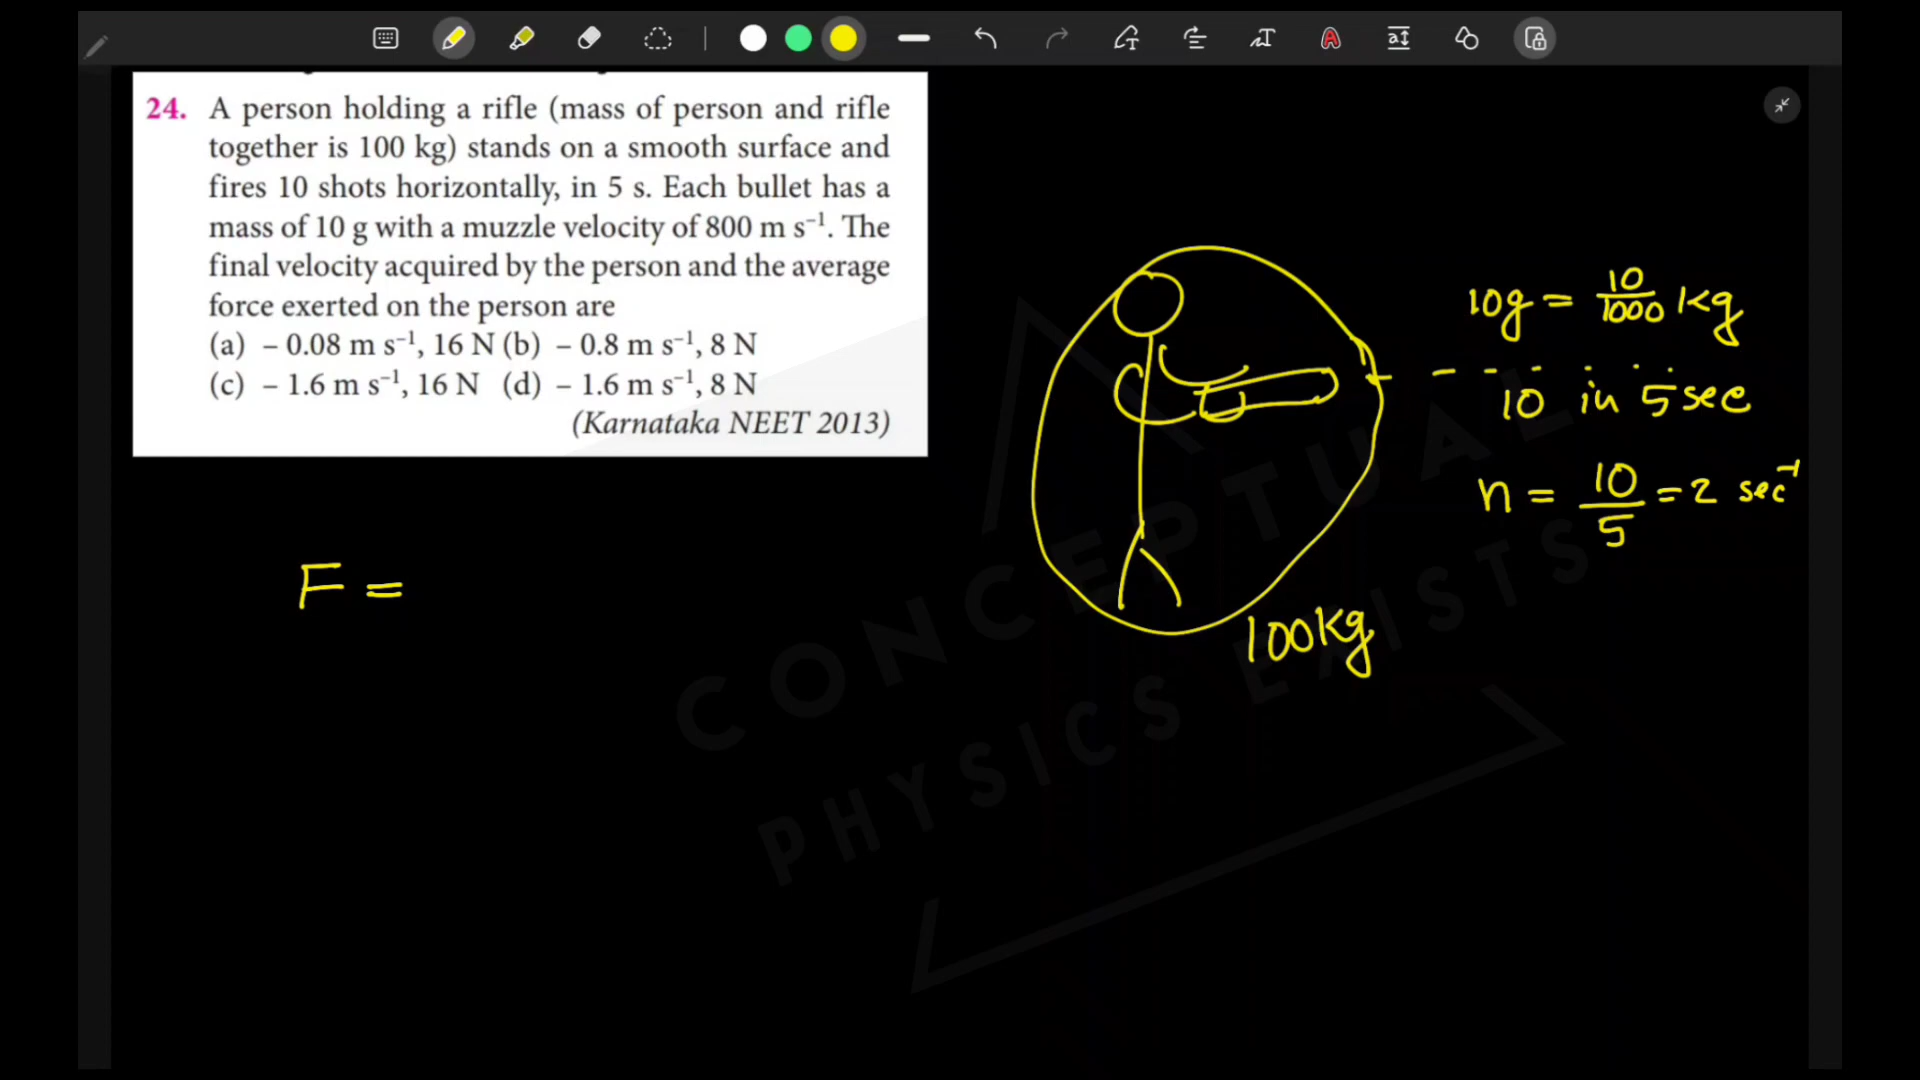 24. A person holding a rifle (mass of person and rifle
together is 100 kg) stands on a smooth surface and
fires 10 shots horizontally, in 5 s. Each bullet has a
mass of 10 g with a muzzle velocity of 800 m s⁻¹. The
final velocity acquired by the person and the average
force exerted on the person are
(a) – 0.08 m s⁻¹, 16 N (b) – 0.8 m s⁻¹, 8 N
(c) – 1.6 m s⁻¹, 16 N (d) – 1.6 m s⁻¹, 8 N
(Karnataka NEET 2013)
10g = 10/1000 kg
10 in 5 sec
n = 10/5 = 2 sec⁻¹
F =
100kg
CONCEPTUAL
PHYSICS EXISTS